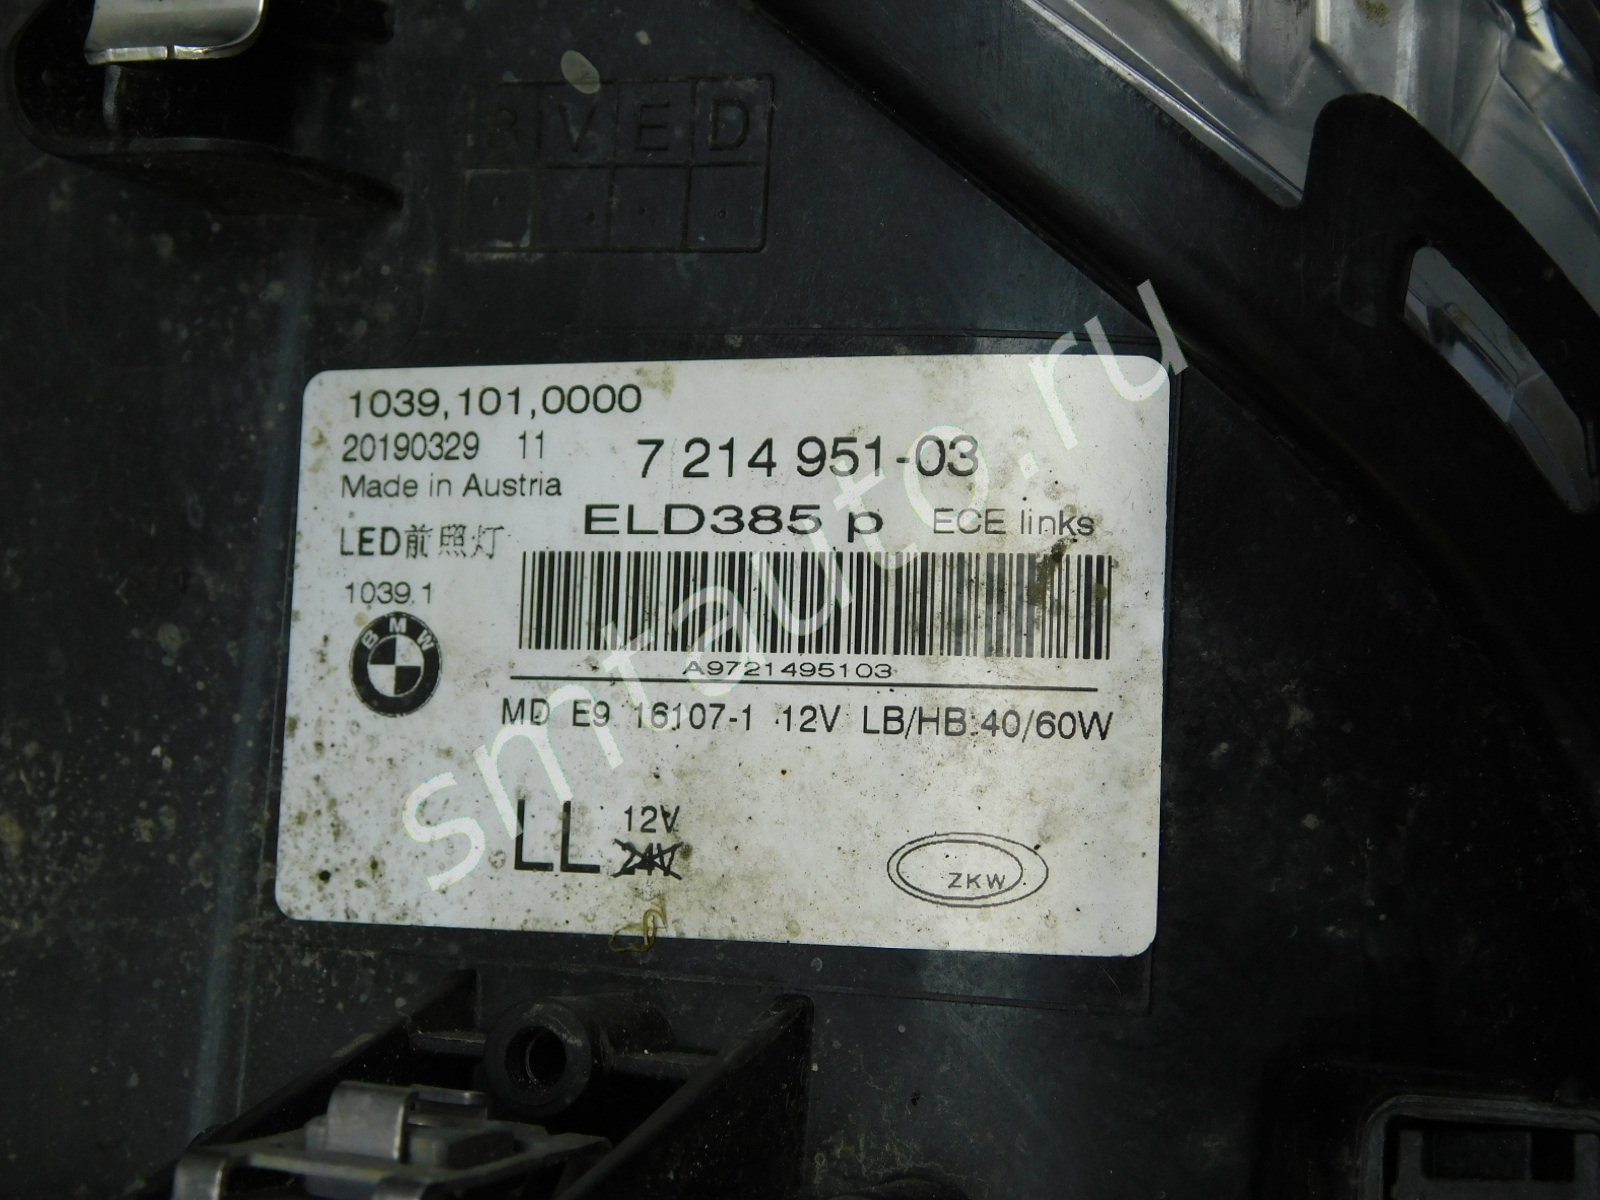 R V E D
1039,101,0000
20190329 11
7 214 951-03
Made in Austria
ELD385 p ECE links
LED前照灯
1039.1
BMW
A9721495103
MD E9 16107-1 12V LB/HB:40/60W
LL 12V
24V
ZKW
smtauto.ru